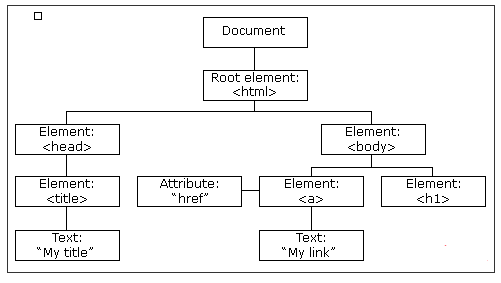 Document
Root element:
<html>
Element:
<head>
Element:
<body>
Element:
<title>
Attribute:
“href”
Element:
<a>
Element:
<h1>
Text:
“My title”
Text:
“My link”